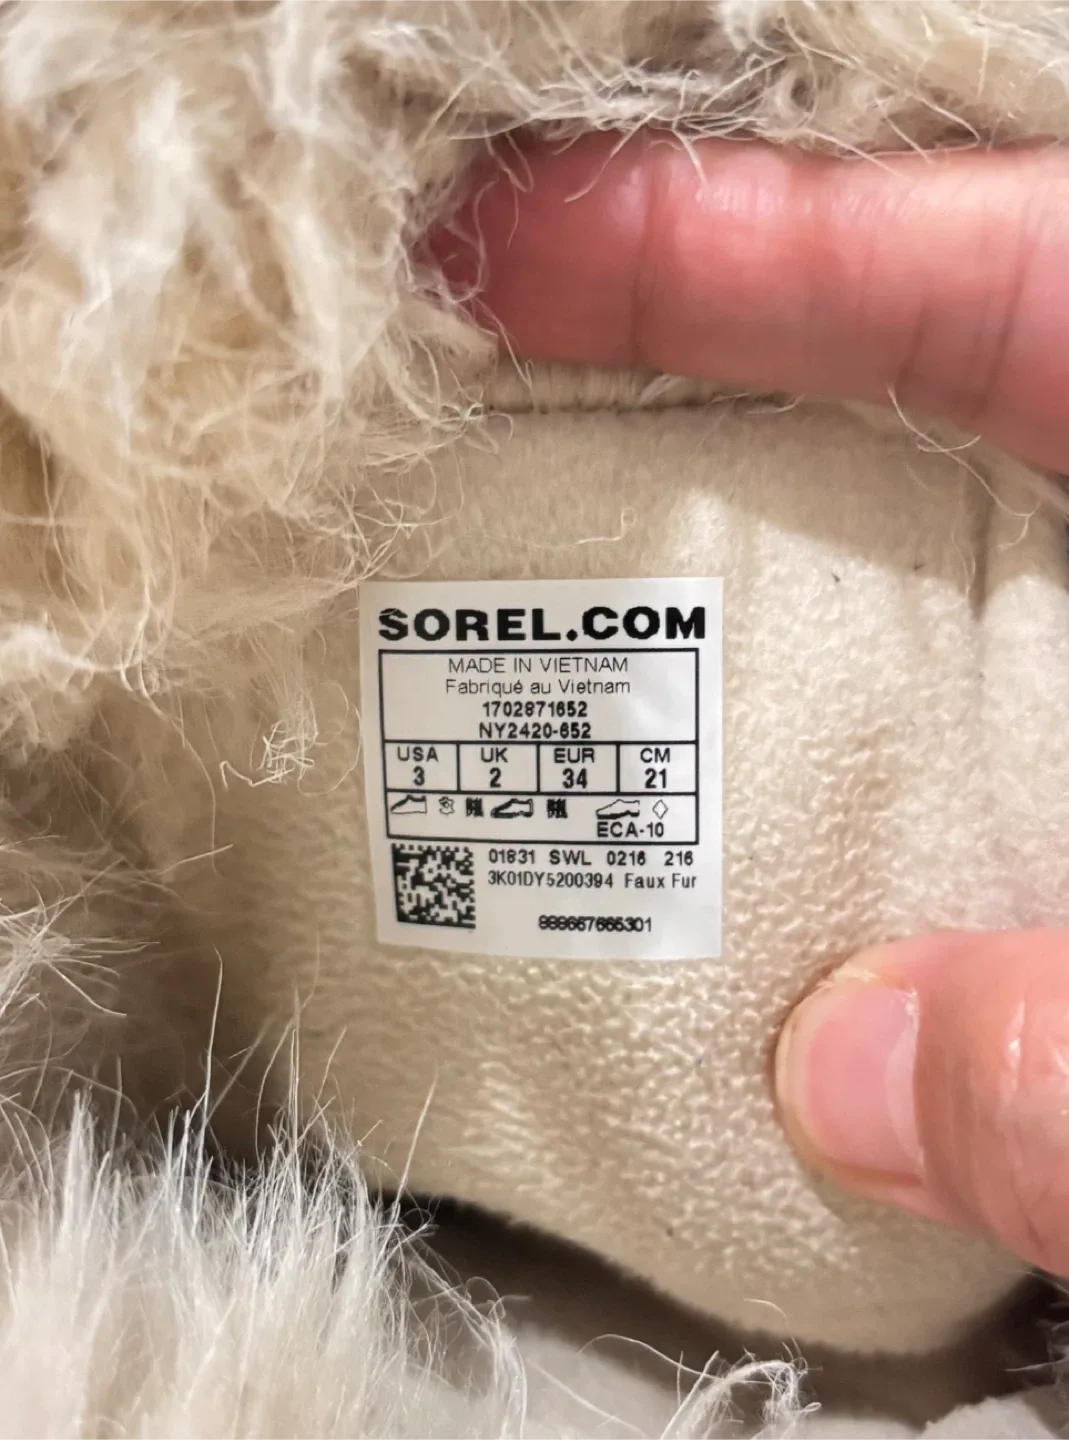 SOREL.COM
MADE IN VIETNAM
Fabriqué au Vietnam
1702871652
NY2420-652
USA UK EUR CM
3 2 34 21
ECA-10
01831 SWL 0216 216
3K01DY5200394 Faux Fur